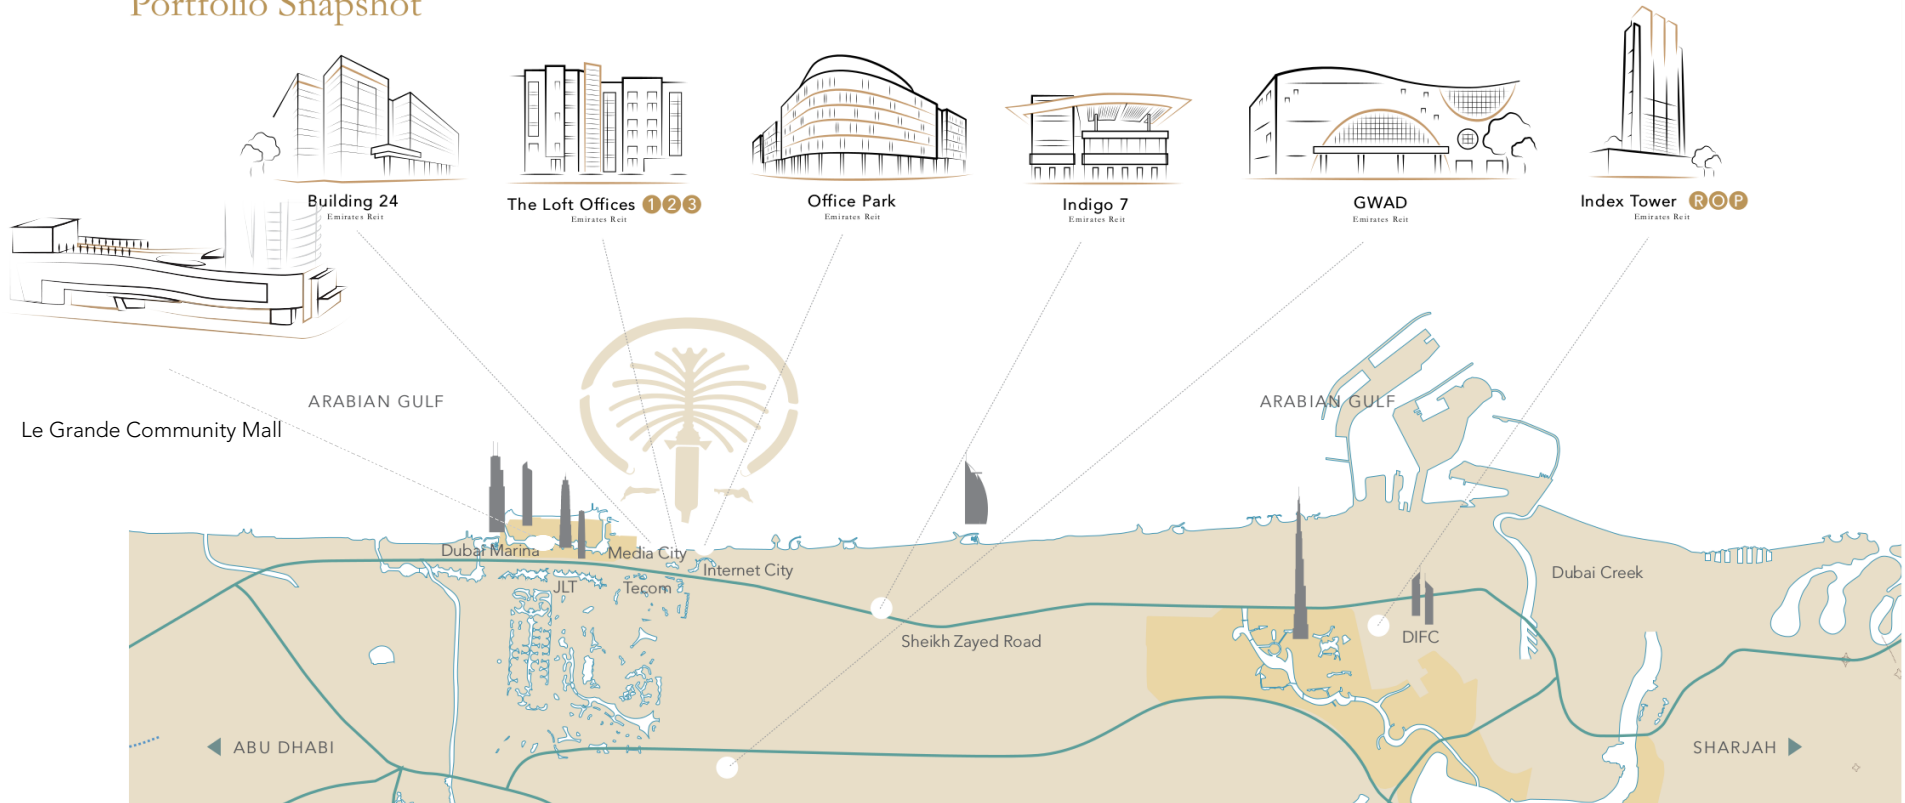 Portfolio Snapshot
Building 24
Emirates Reit
The Loft Offices 1 2 3
Emirates Reit
Office Park
Emirates Reit
Indigo 7
Emirates Reit
GWAD
Emirates Reit
Index Tower R O P
Emirates Reit
ARABIAN GULF
ARABIAN GULF
Le Grande Community Mall
Dubai Marina
Media City
Internet City
JLT
Tecom
Dubai Creek
Sheikh Zayed Road
DIFC
ABU DHABI
SHARJAH